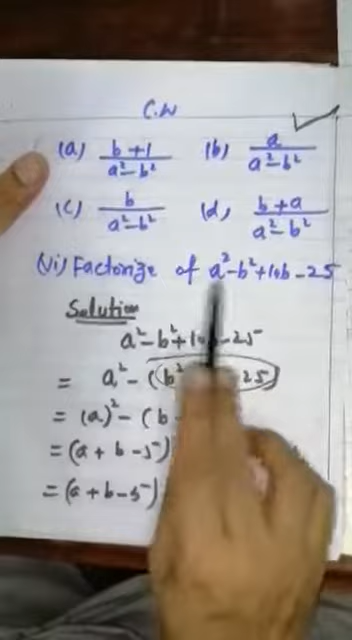 C.W
(a) b+1 / a²-b² (b) a / a²-b²
(c) b / a²-b² (d) b+a / a²-b²
(vi) Factorize of a²-b²+10b-25
Solution
a²-b²+10 -25
= a² - (b² 25)
= (a)² - (b -
= (a+b-5)
= (a+b-5)